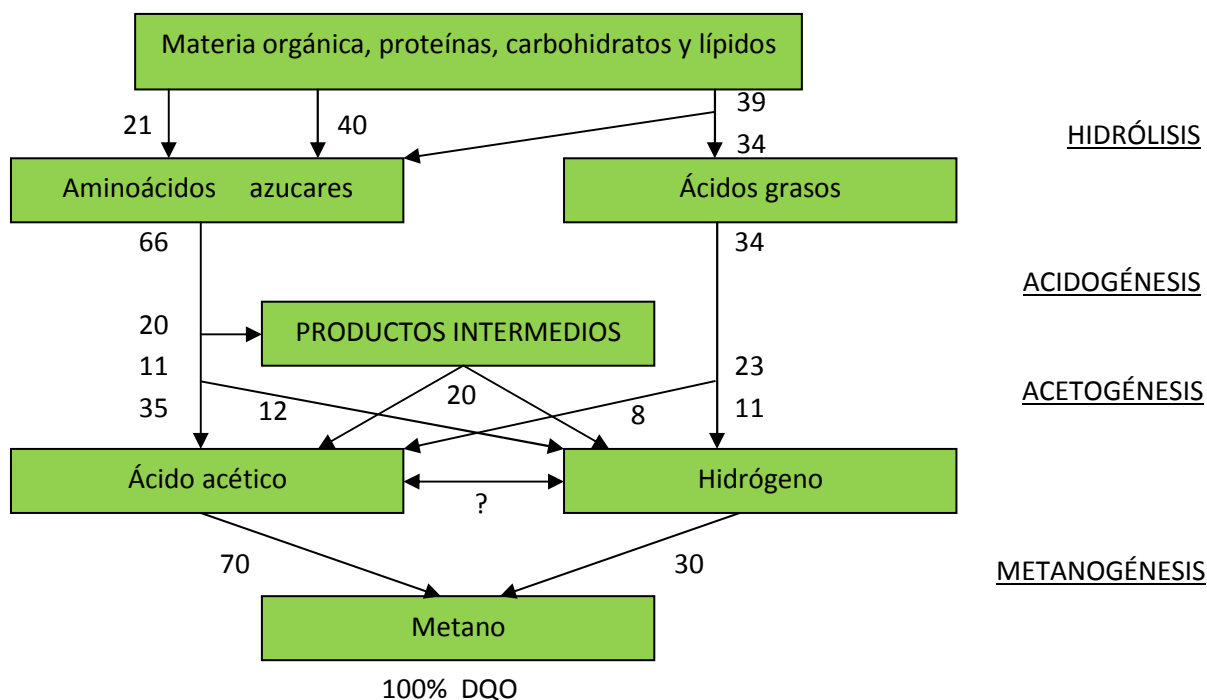 Materia orgánica, proteínas, carbohidratos y lípidos
39
21
40
HIDRÓLISIS
34
Aminoácidos azucares
Ácidos grasos
66
34
ACIDOGÉNESIS
20
PRODUCTOS INTERMEDIOS
11
23
20
ACETOGÉNESIS
35
12
8
11
Ácido acético
Hidrógeno
?
70
30
METANOGÉNESIS
Metano
100% DQO